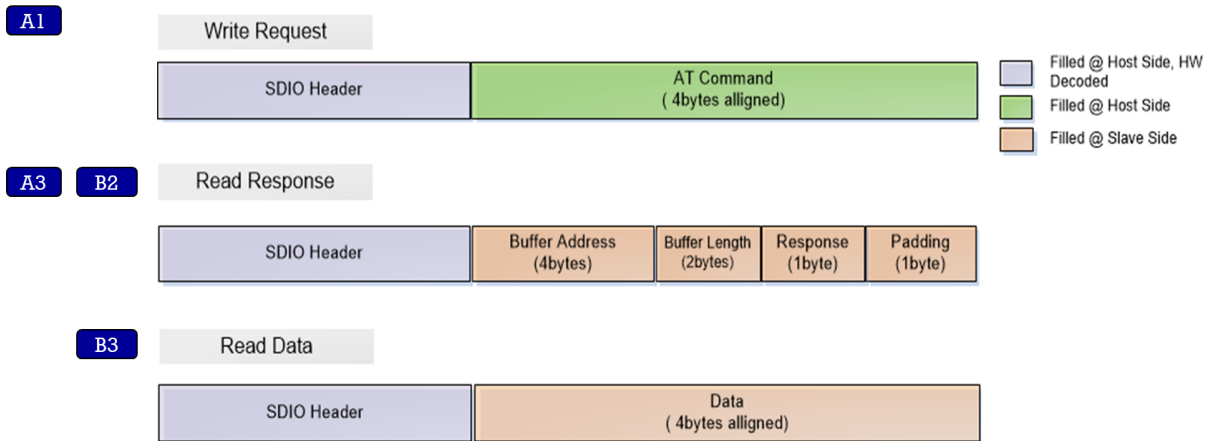 A1
Write Request
SDIO Header
AT Command
( 4bytes alligned)
Filled @ Host Side, HW
Decoded
Filled @ Host Side
Filled @ Slave Side
A3 B2
Read Response
SDIO Header
Buffer Address
(4bytes)
Buffer Length
(2bytes)
Response
(1byte)
Padding
(1byte)
B3
Read Data
SDIO Header
Data
( 4bytes alligned)